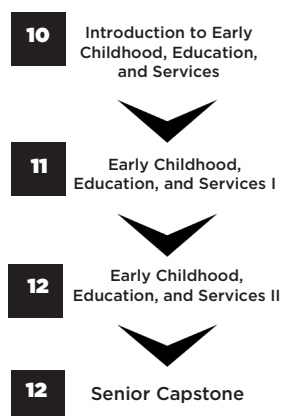 10
Introduction to Early
Childhood, Education,
and Services
11
Early Childhood,
Education, and Services I
12
Early Childhood,
Education, and Services II
12
Senior Capstone